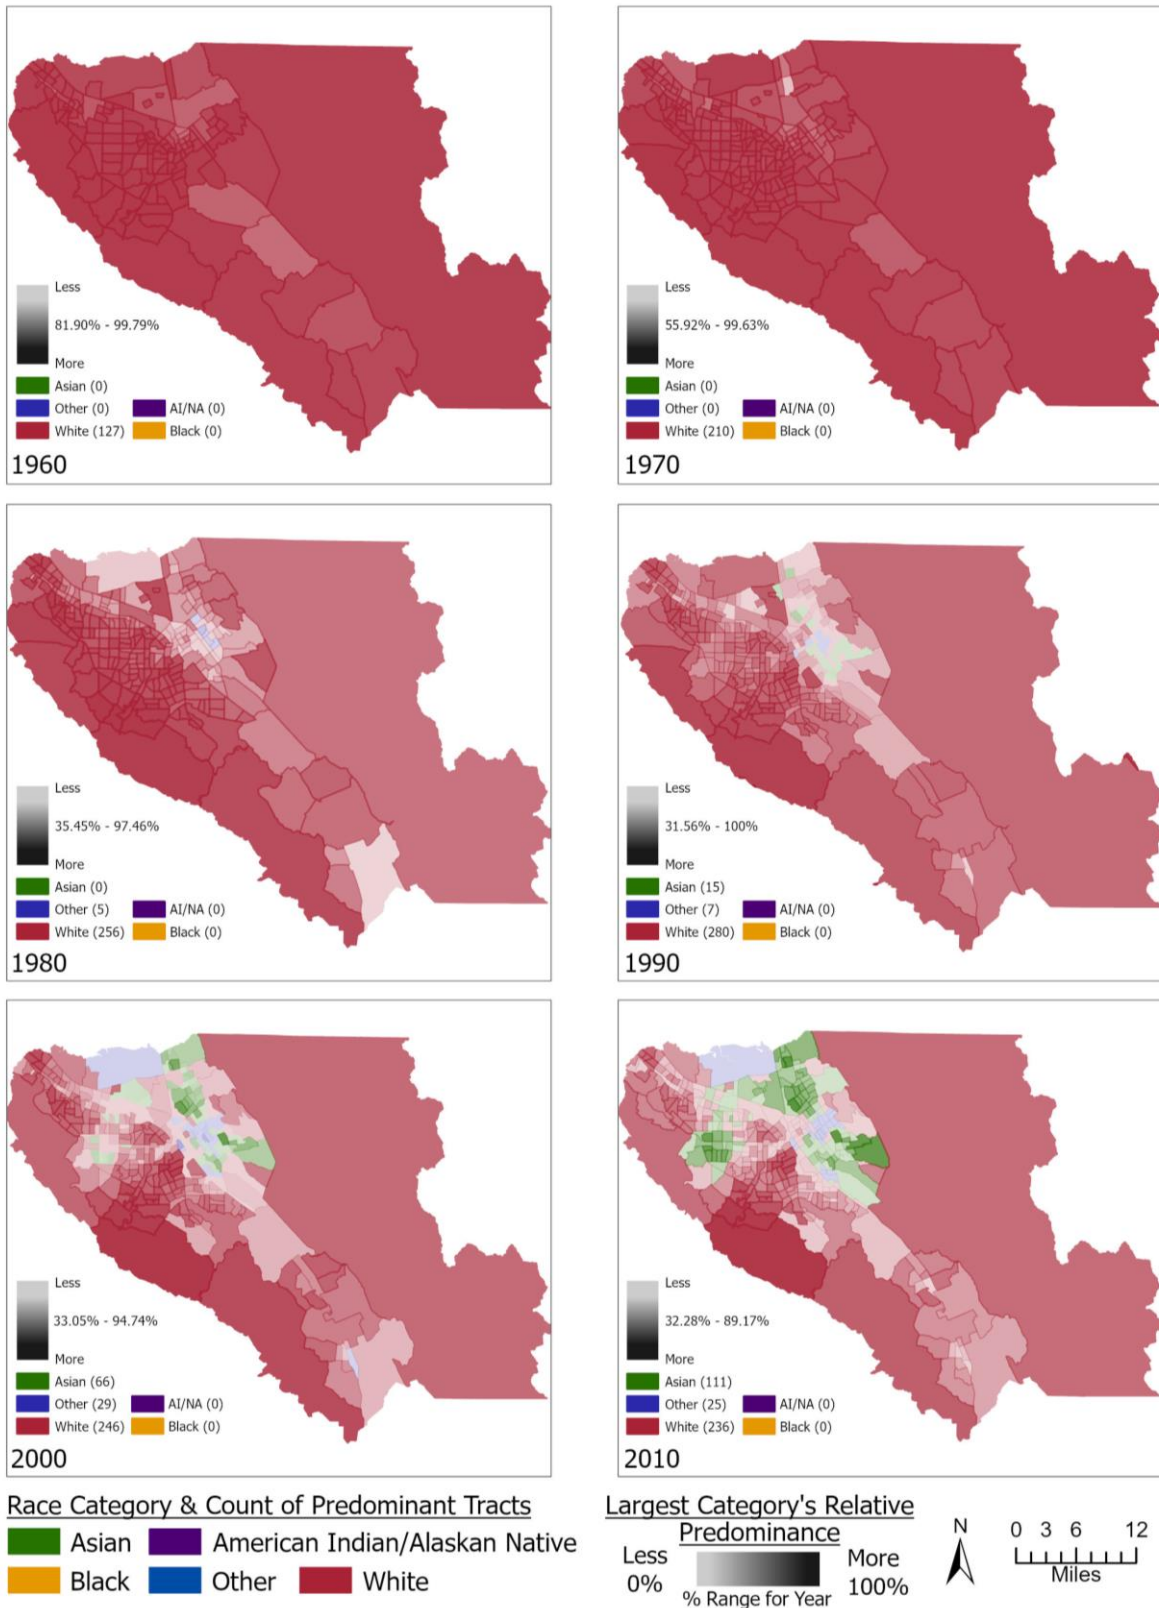 Less
81.90% - 99.79%
More
Asian (0)
Other (0) AI/NA (0)
White (127) Black (0)
1960
Less
55.92% - 99.63%
More
Asian (0)
Other (0) AI/NA (0)
White (210) Black (0)
1970
Less
35.45% - 97.46%
More
Asian (0)
Other (5) AI/NA (0)
White (256) Black (0)
1980
Less
31.56% - 100%
More
Asian (15)
Other (7) AI/NA (0)
White (280) Black (0)
1990
Less
33.05% - 94.74%
More
Asian (66)
Other (29) AI/NA (0)
White (246) Black (0)
2000
Less
32.28% - 89.17%
More
Asian (111)
Other (25) AI/NA (0)
White (236) Black (0)
2010
Race Category & Count of Predominant Tracts
Asian American Indian/Alaskan Native
Black Other White
Largest Category's Relative
Predominance
Less More
0% 100%
% Range for Year
N
0 3 6 12
Miles